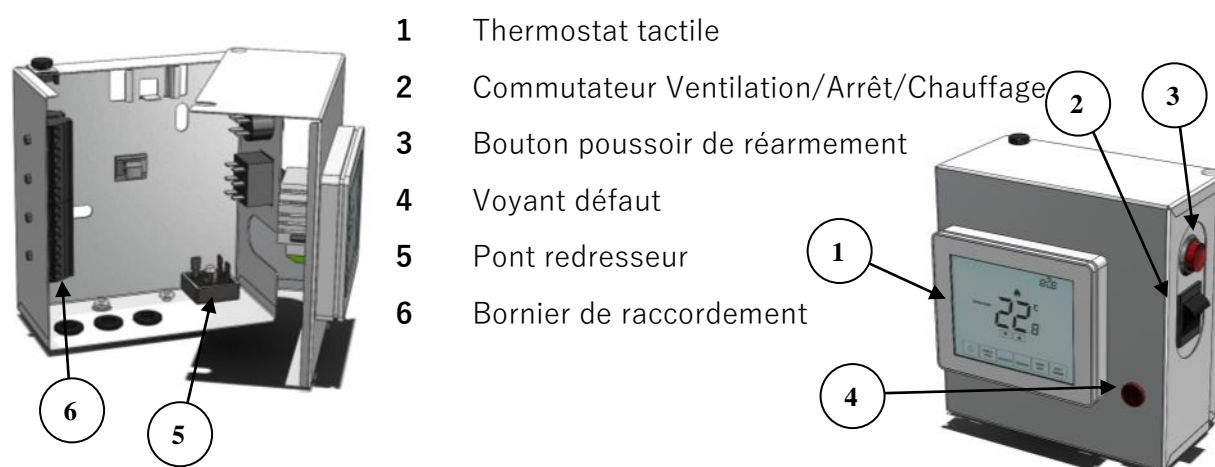 1 Thermostat tactile
2 Commutateur Ventilation/Arrêt/Chauffage
3 Bouton poussoir de réarmement
4 Voyant défaut
5 Pont redresseur
6 Bornier de raccordement
2
3
1
4
6
5
22.8
°C